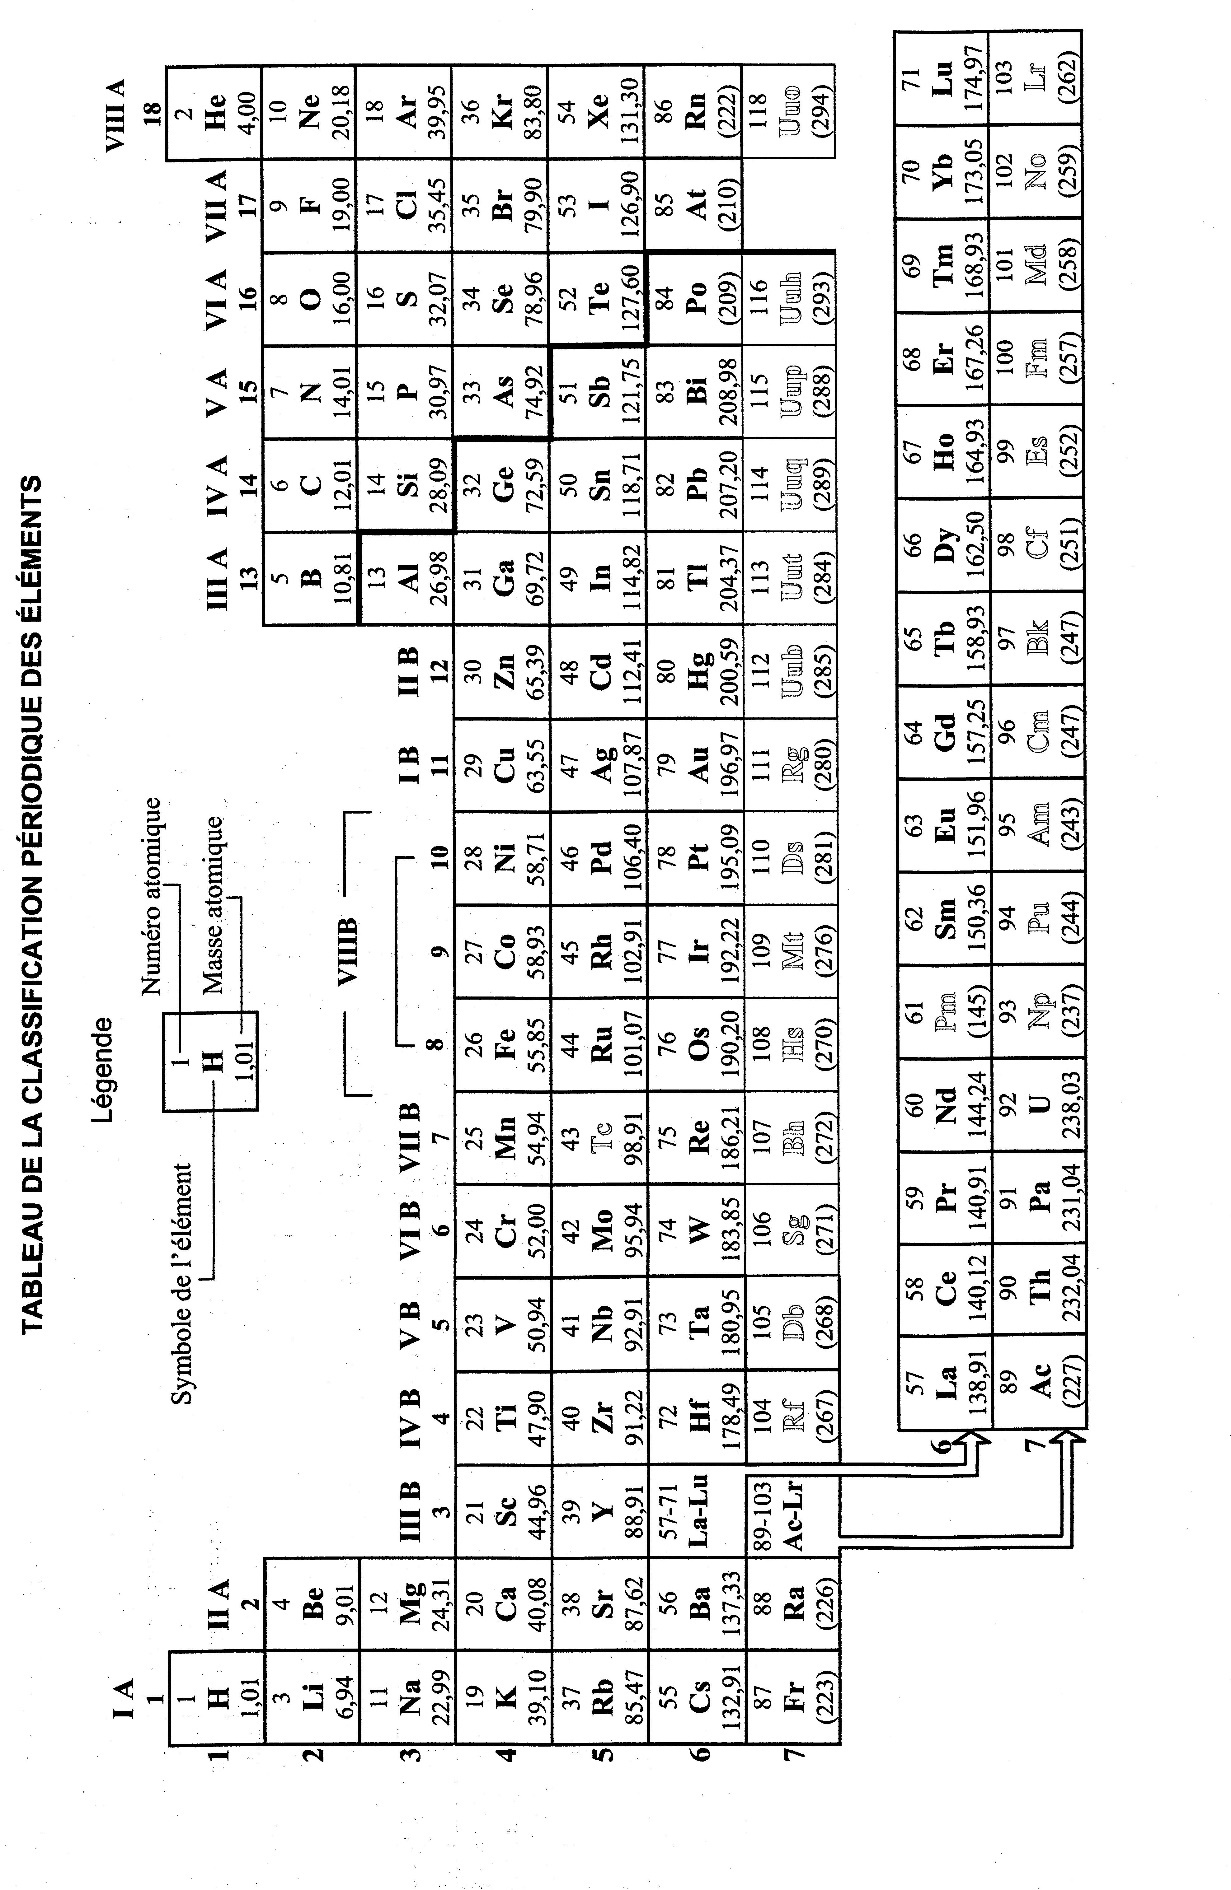 TABLEAU DE LA CLASSIFICATION PÉRIODIQUE DES ÉLÉMENTS
Légende
Symbole de l'élément
Numéro atomique
Masse atomique
1
H
1,01
I A II A III B IV B V B VI B VII B VIIIB I B II B III A IV A V A VI A VII A VIII A
1 2 3 4 5 6 7 8 9 10 11 12 13 14 15 16 17 18
1
1 2
H He
1,01 4,00
2
3 4 5 6 7 8 9 10
Li Be B C N O F Ne
6,94 9,01 10,81 12,01 14,01 16,00 19,00 20,18
3
11 12 13 14 15 16 17 18
Na Mg Al Si P S Cl Ar
22,99 24,31 26,98 28,09 30,97 32,07 35,45 39,95
4
19 20 21 22 23 24 25 26 27 28 29 30 31 32 33 34 35 36
K Ca Sc Ti V Cr Mn Fe Co Ni Cu Zn Ga Ge As Se Br Kr
39,10 40,08 44,96 47,90 50,94 52,00 54,94 55,85 58,93 58,71 63,55 65,39 69,72 72,59 74,92 78,96 79,90 83,80
5
37 38 39 40 41 42 43 44 45 46 47 48 49 50 51 52 53 54
Rb Sr Y Zr Nb Mo Tc Ru Rh Pd Ag Cd In Sn Sb Te I Xe
85,47 87,62 88,91 91,22 92,91 95,94 98,91 101,07 102,91 106,40 107,87 112,41 114,82 118,71 121,75 127,60 126,90 131,30
6
55 56 57-71 72 73 74 75 76 77 78 79 80 81 82 83 84 85 86
Cs Ba La-Lu Hf Ta W Re Os Ir Pt Au Hg Tl Pb Bi Po At Rn
132,91 137,33 178,49 180,95 183,85 186,21 190,20 192,22 195,09 196,97 200,59 204,37 207,20 208,98 (209) (210) (222)
7
87 88 89-103 104 105 106 107 108 109 110 111 112 113 114 115 116 118
Fr Ra Ac-Lr Rf Db Sg Bh Hs Mt Ds Rg Uub Uut Uuq Uup Uuh Uuo
(223) (226) (267) (268) (271) (272) (270) (276) (281) (280) (285) (284) (289) (288) (293) (294)
6
57 58 59 60 61 62 63 64 65 66 67 68 69 70 71
La Ce Pr Nd Pm Sm Eu Gd Tb Dy Ho Er Tm Yb Lu
138,91 140,12 140,91 144,24 (145) 150,36 151,96 157,25 158,93 162,50 164,93 167,26 168,93 173,05 174,97
7
89 90 91 92 93 94 95 96 97 98 99 100 101 102 103
Ac Th Pa U Np Pu Am Cm Bk Cf Es Fm Md No Lr
(227) 232,04 231,04 238,03 (237) (244) (243) (247) (247) (251) (252) (257) (258) (259) (262)